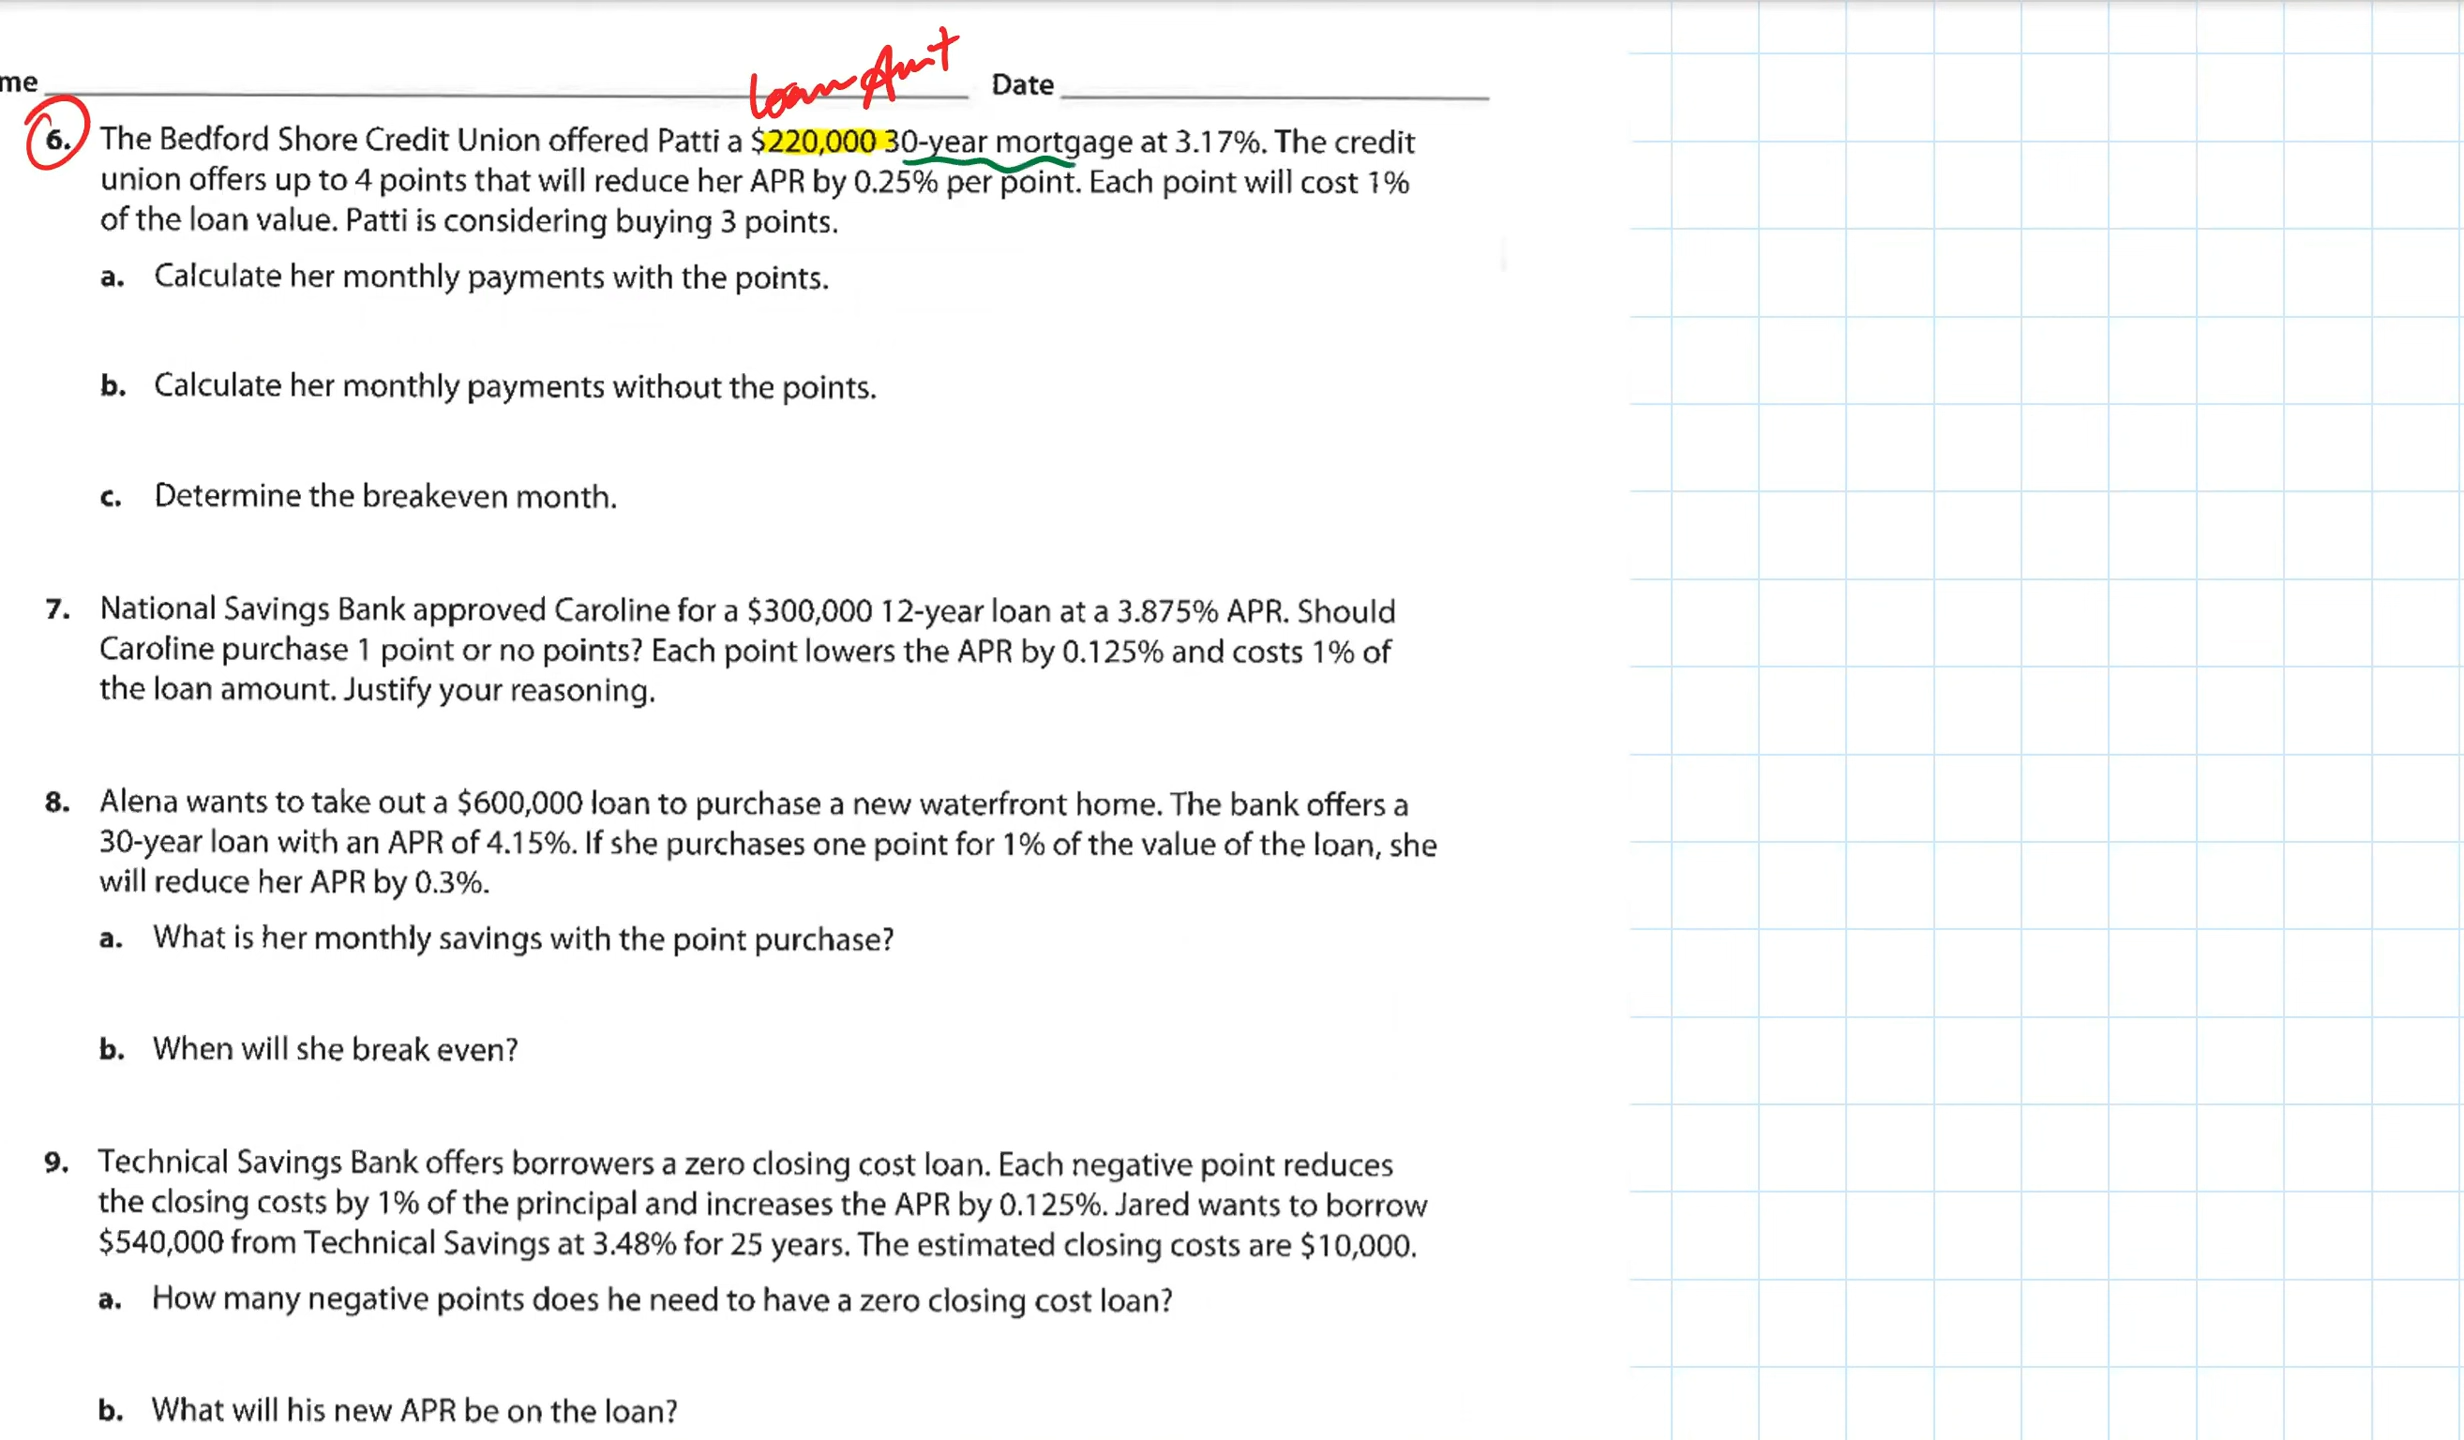 Loan Amt
me Date
6. The Bedford Shore Credit Union offered Patti a $220,000 30-year mortgage at 3.17%. The credit
union offers up to 4 points that will reduce her APR by 0.25% per point. Each point will cost 1%
of the loan value. Patti is considering buying 3 points.
a. Calculate her monthly payments with the points.
b. Calculate her monthly payments without the points.
c. Determine the breakeven month.
7. National Savings Bank approved Caroline for a $300,000 12-year loan at a 3.875% APR. Should
Caroline purchase 1 point or no points? Each point lowers the APR by 0.125% and costs 1% of
the loan amount. Justify your reasoning.
8. Alena wants to take out a $600,000 loan to purchase a new waterfront home. The bank offers a
30-year loan with an APR of 4.15%. If she purchases one point for 1% of the value of the loan, she
will reduce her APR by 0.3%.
a. What is her monthly savings with the point purchase?
b. When will she break even?
9. Technical Savings Bank offers borrowers a zero closing cost loan. Each negative point reduces
the closing costs by 1% of the principal and increases the APR by 0.125%. Jared wants to borrow
$540,000 from Technical Savings at 3.48% for 25 years. The estimated closing costs are $10,000.
a. How many negative points does he need to have a zero closing cost loan?
b. What will his new APR be on the loan?